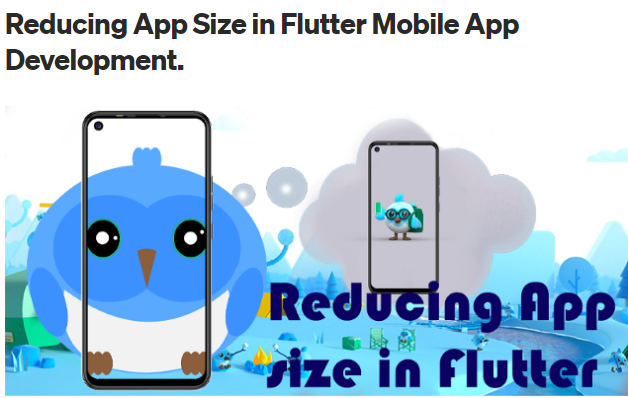 Reducing App Size in Flutter Mobile App
Development.
Reducing App
size in Flutter